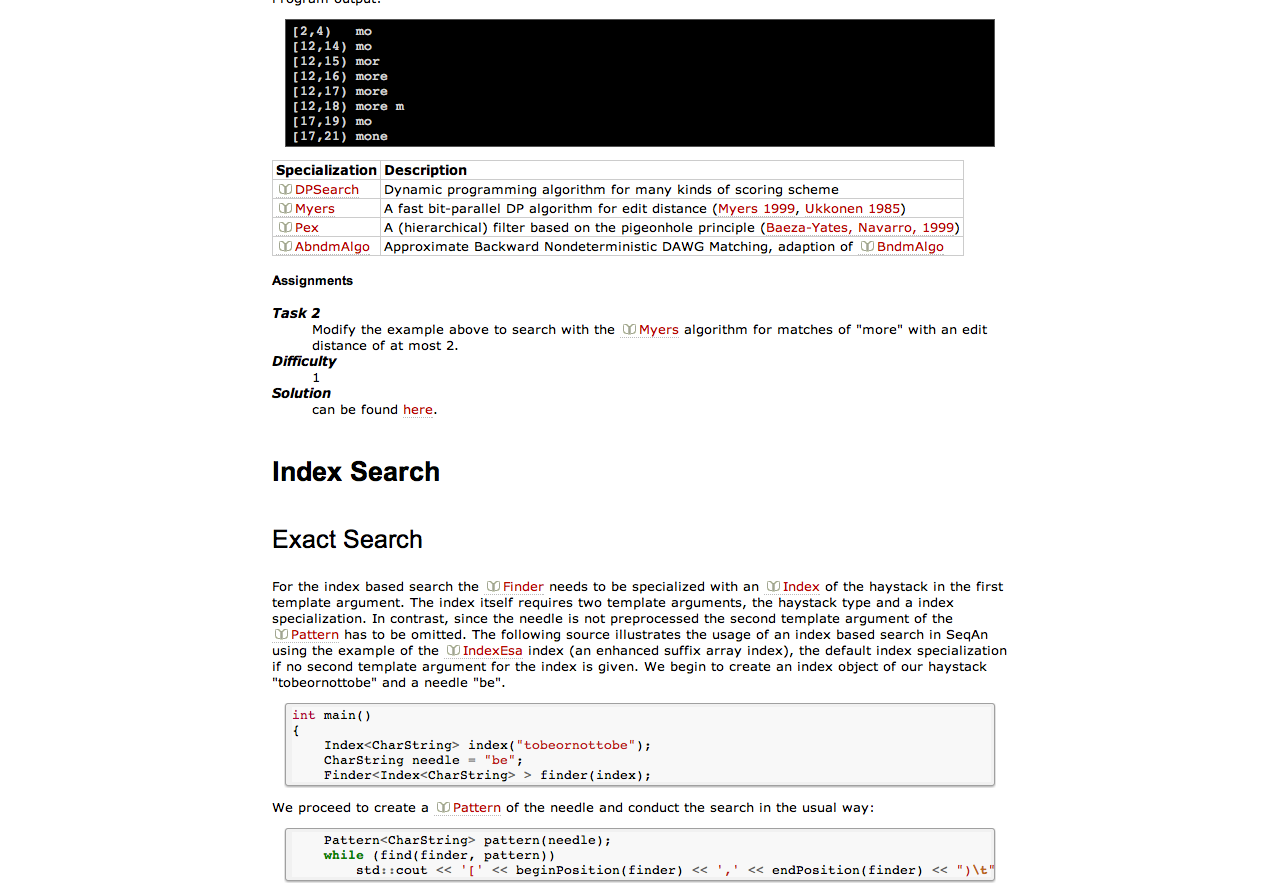 Program output:
[2,4)   mo
[12,14) mo
[12,15) mor
[12,16) more
[12,17) more
[12,18) more m
[17,19) mo
[17,21) mone
Specialization Description
DPSearch Dynamic programming algorithm for many kinds of scoring scheme
Myers A fast bit-parallel DP algorithm for edit distance (Myers 1999, Ukkonen 1985)
Pex A (hierarchical) filter based on the pigeonhole principle (Baeza-Yates, Navarro, 1999)
AbndmAlgo Approximate Backward Nondeterministic DAWG Matching, adaption of BndmAlgo
Assignments
Task 2
Modify the example above to search with the Myers algorithm for matches of "more" with an edit
distance of at most 2.
Difficulty
1
Solution
can be found here.
Index Search
Exact Search
For the index based search the Finder needs to be specialized with an Index of the haystack in the first
template argument. The index itself requires two template arguments, the haystack type and a index
specialization. In contrast, since the needle is not preprocessed the second template argument of the
Pattern has to be omitted. The following source illustrates the usage of an index based search in SeqAn
using the example of the IndexEsa index (an enhanced suffix array index), the default index specialization
if no second template argument for the index is given. We begin to create an index object of our haystack
"tobeornottobe" and a needle "be".
int main()
{
    Index<CharString> index("tobeornottobe");
    CharString needle = "be";
    Finder<Index<CharString> > finder(index);
We proceed to create a Pattern of the needle and conduct the search in the usual way:
    Pattern<CharString> pattern(needle);
    while (find(finder, pattern))
        std::cout << '[' << beginPosition(finder) << ',' << endPosition(finder) << ")\t"